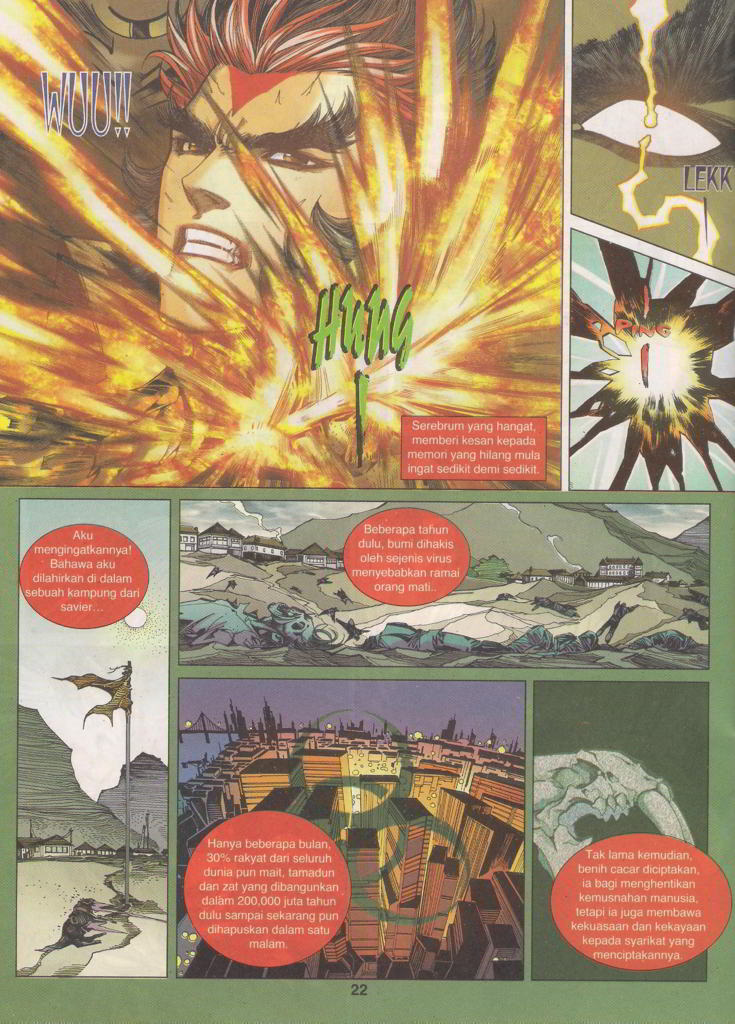 WUU!!
LEKK
HUNG
PING
Serebrum yang hangat,
memberi kesan kepada
memori yang hilang mula
ingat sedikit demi sedikit.
Aku
mengingatkannya!
Bahawa aku
dilahirkan di dalam
sebuah kampung dari
savier...
Beberapa tahun
dulu, bumi dihakis
oleh sejenis virus
menyebabkan ramai
orang mati..
Hanya beberapa bulan,
30% rakyat dari seluruh
dunia pun mait, tamadun
dan zat yang dibangunkan
dalam 200,000 juta tahun
dulu sampai sekarang pun
dihapuskan dalam satu
malam.
Tak lama kemudian,
benih cacar diciptakan,
ia bagi menghentikan
kemusnahan manusia,
tetapi ia juga membawa
kekuasaan dan kekayaan
kepada syarikat yang
menciptakannya.
22